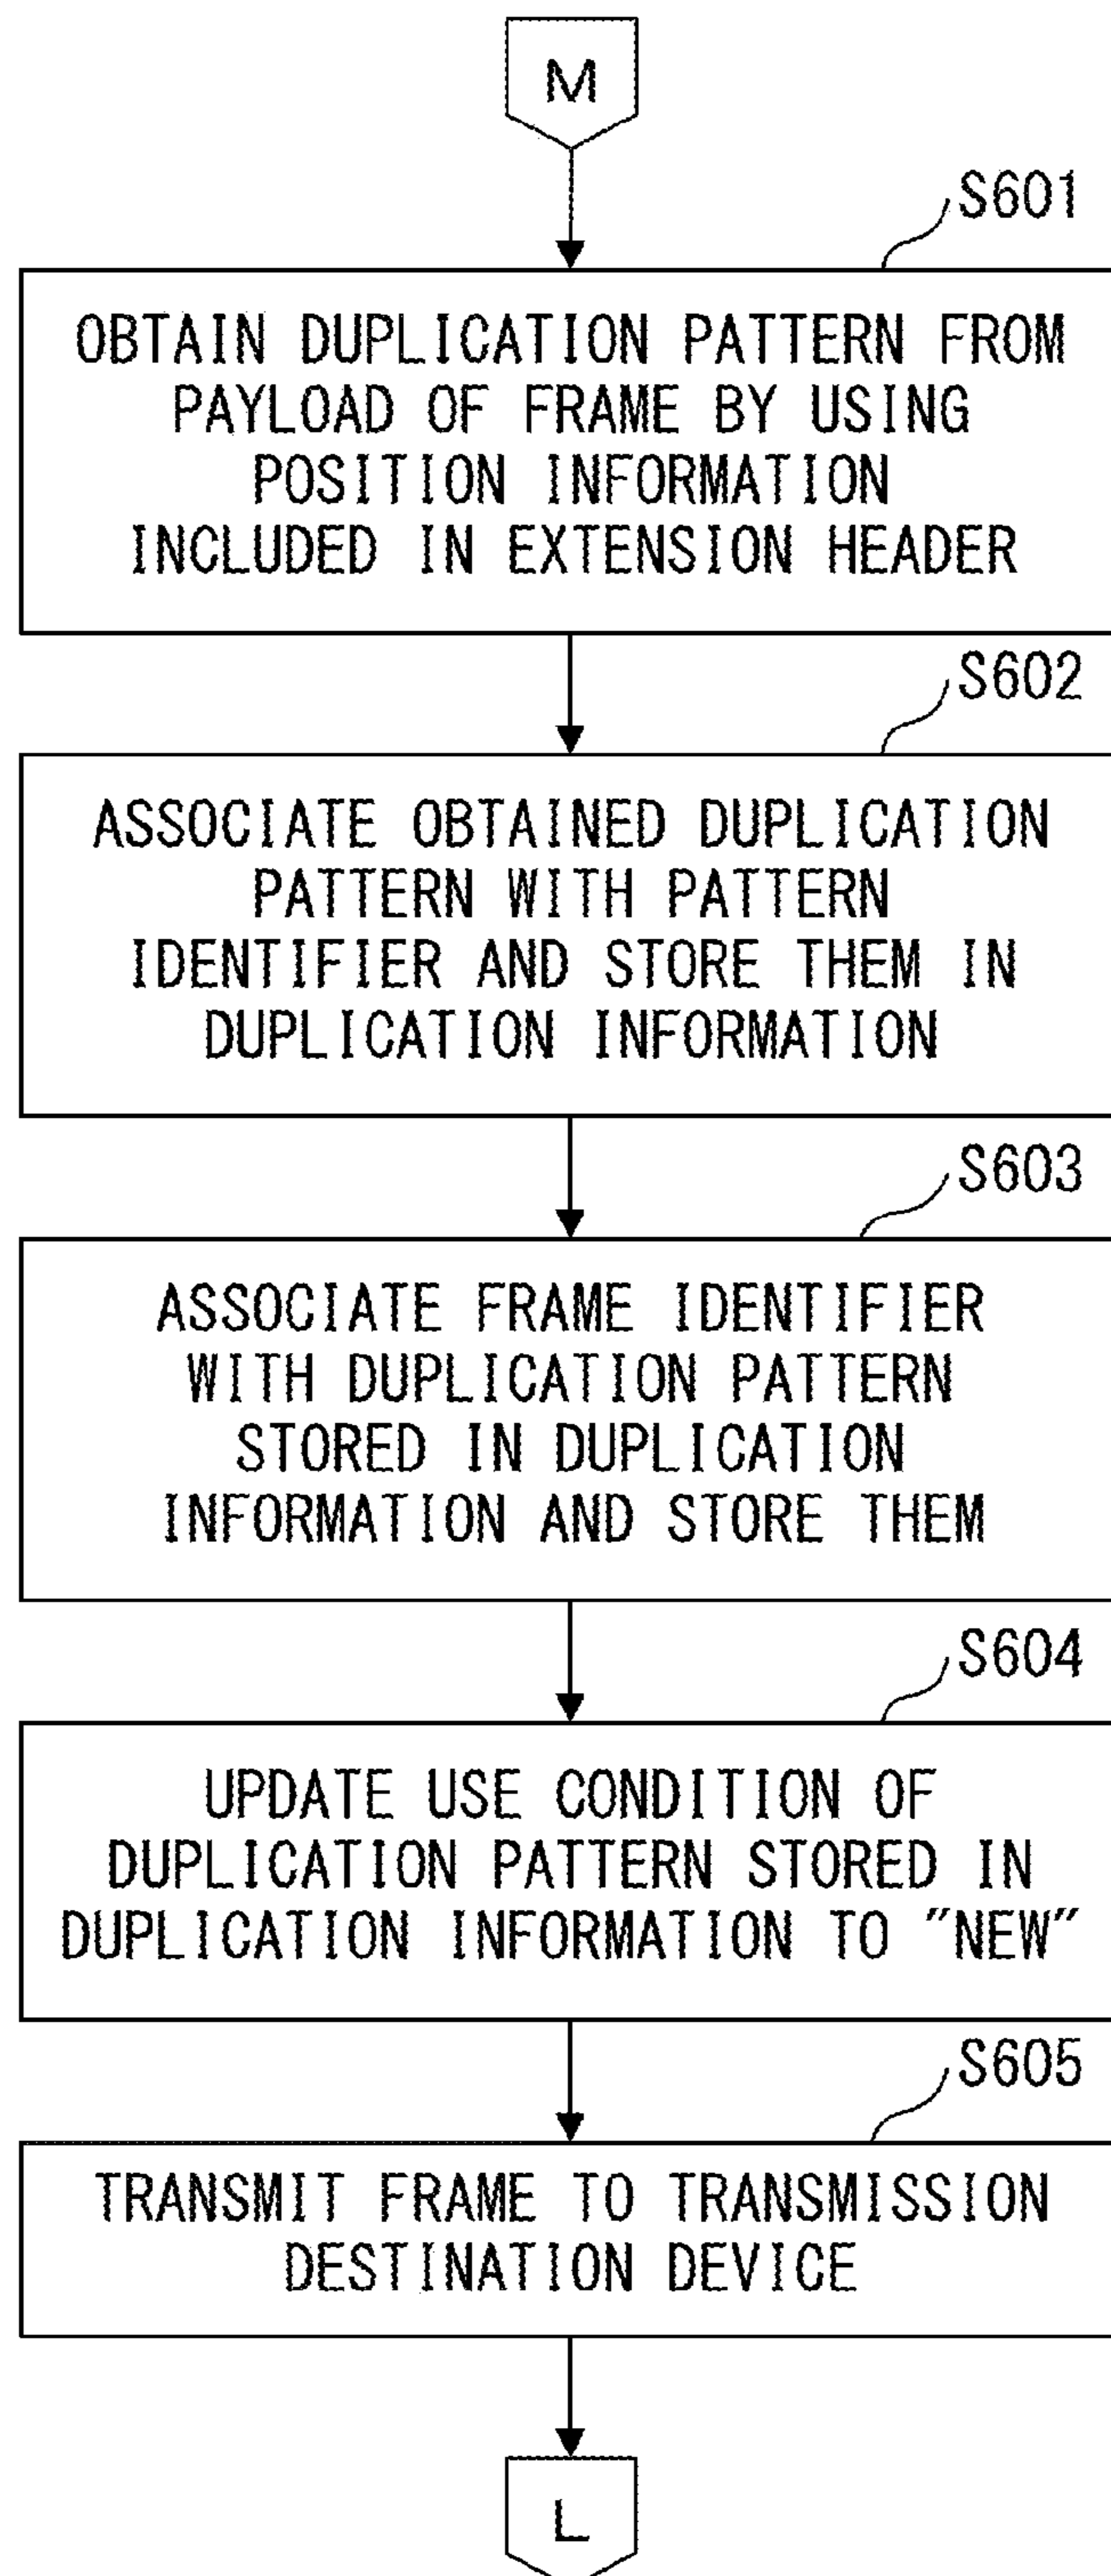 M
S601
OBTAIN DUPLICATION PATTERN FROM
PAYLOAD OF FRAME BY USING
POSITION INFORMATION
INCLUDED IN EXTENSION HEADER
S602
ASSOCIATE OBTAINED DUPLICATION
PATTERN WITH PATTERN
IDENTIFIER AND STORE THEM IN
DUPLICATION INFORMATION
S603
ASSOCIATE FRAME IDENTIFIER
WITH DUPLICATION PATTERN
STORED IN DUPLICATION
INFORMATION AND STORE THEM
S604
UPDATE USE CONDITION OF
DUPLICATION PATTERN STORED IN
DUPLICATION INFORMATION TO "NEW"
S605
TRANSMIT FRAME TO TRANSMISSION
DESTINATION DEVICE
L